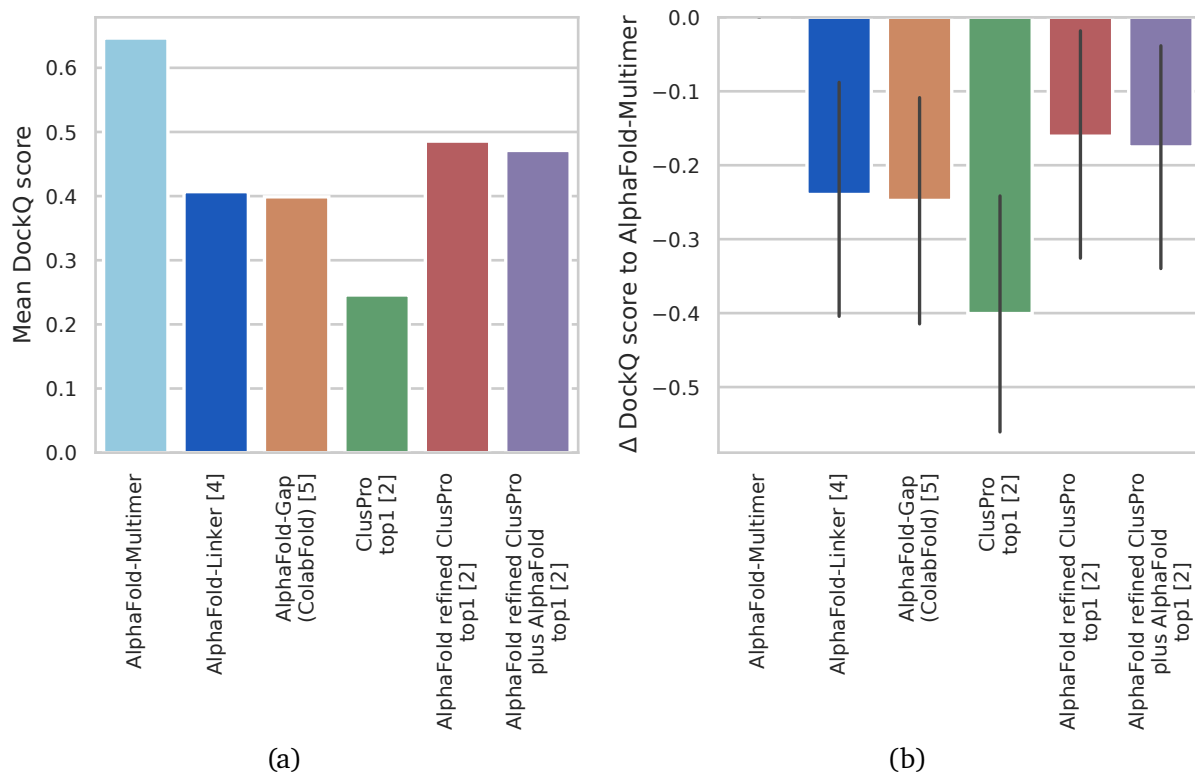 Mean DockQ score
0.6
0.5
0.4
0.3
0.2
0.1
0.0
AlphaFold-Multimer
AlphaFold-Linker [4]
AlphaFold-Gap
(ColabFold) [5]
ClusPro
top1 [2]
AlphaFold refined ClusPro
top1 [2]
AlphaFold refined ClusPro
plus AlphaFold
top1 [2]
(a)
Δ DockQ score to AlphaFold-Multimer
0.0
−0.1
−0.2
−0.3
−0.4
−0.5
AlphaFold-Multimer
AlphaFold-Linker [4]
AlphaFold-Gap
(ColabFold) [5]
ClusPro
top1 [2]
AlphaFold refined ClusPro
top1 [2]
AlphaFold refined ClusPro
plus AlphaFold
top1 [2]
(b)